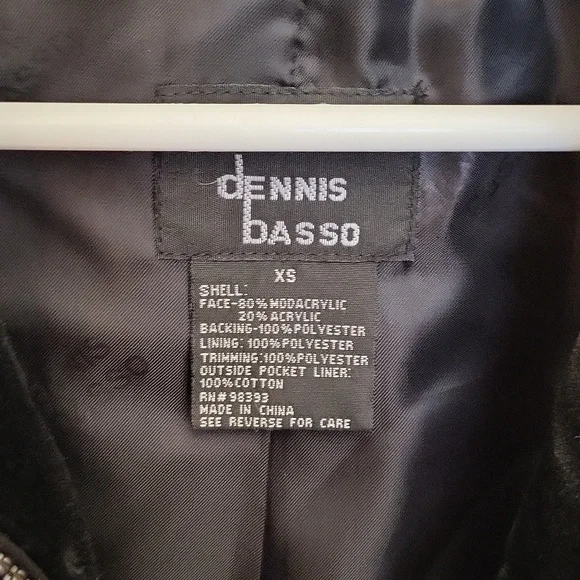 dENNIS
bASSO
XS
SHELL:
FACE-80% MODACRYLIC
20% ACRYLIC
BACKING-100% POLYESTER
LINING: 100% POLYESTER
TRIMMING: 100% POLYESTER
OUTSIDE POCKET LINER:
100% COTTON
RN# 98393
MADE IN CHINA
SEE REVERSE FOR CARE